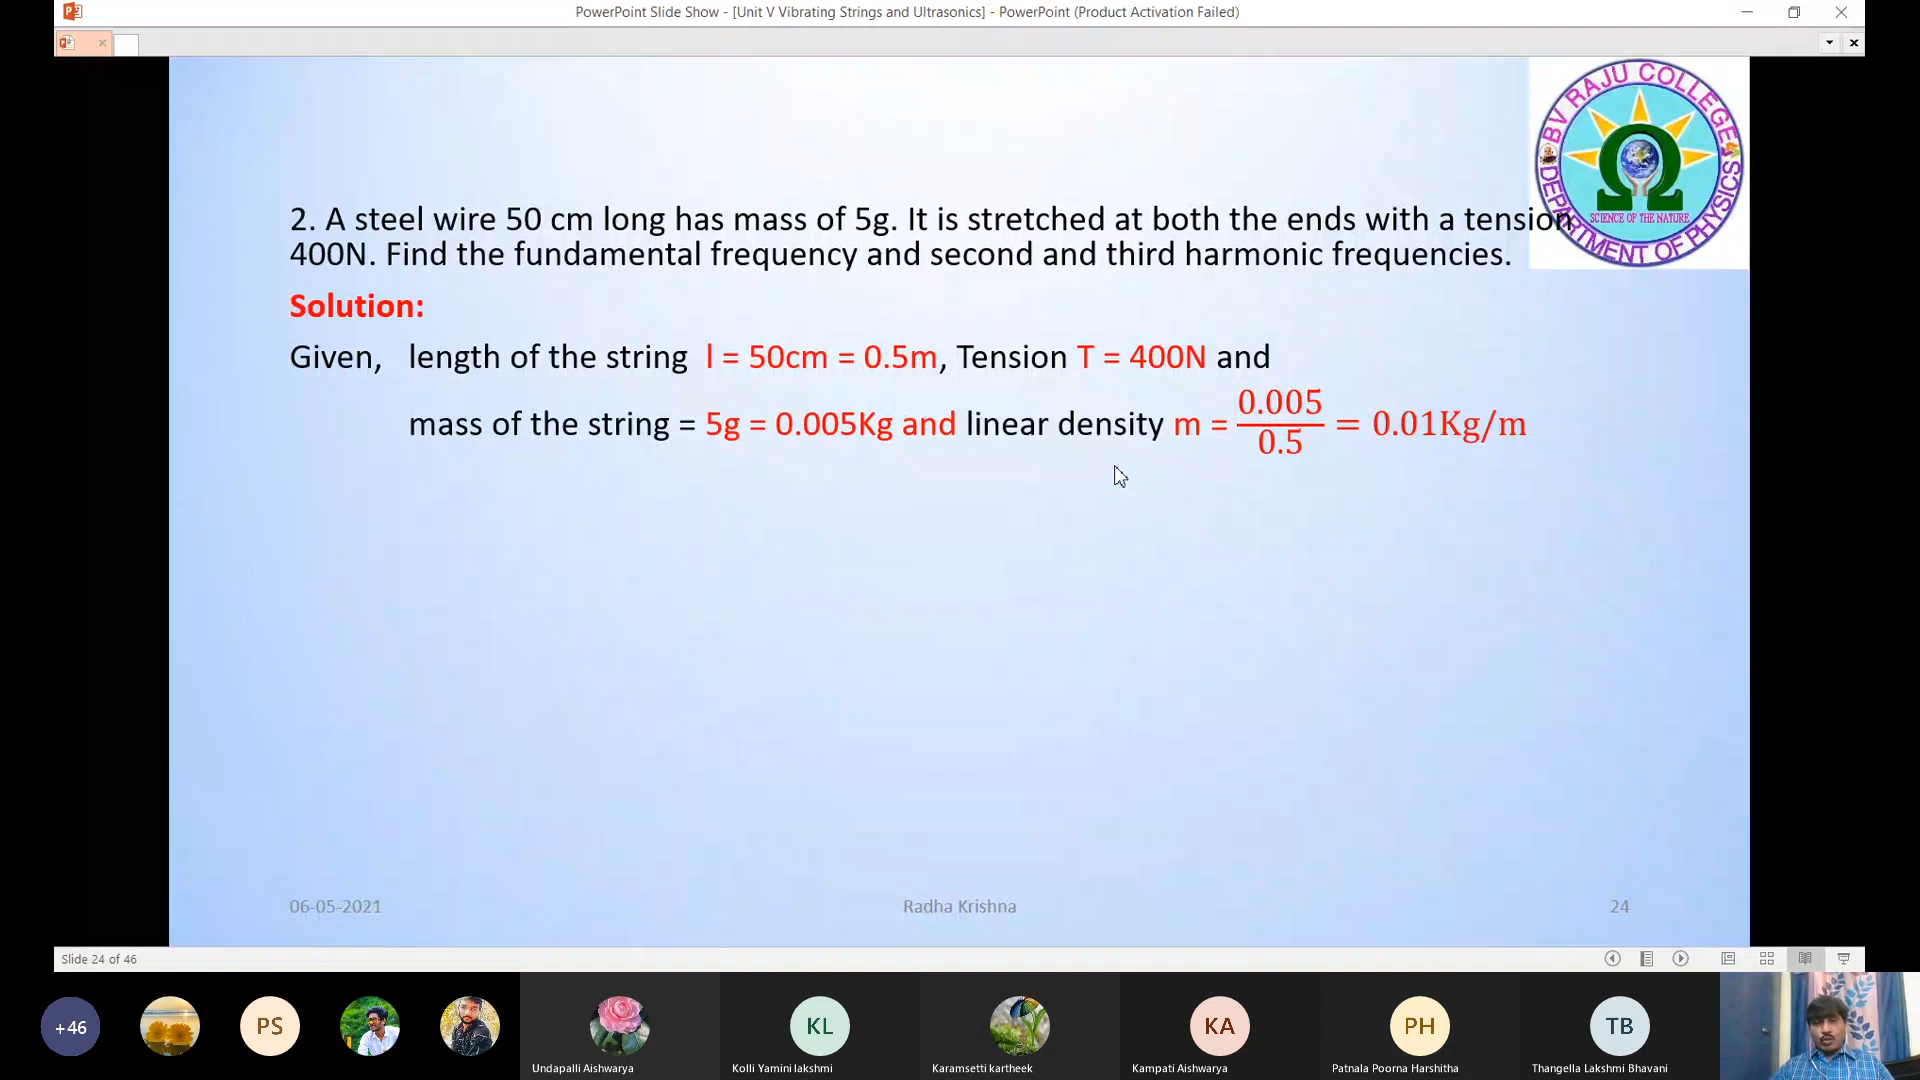 PowerPoint Slide Show - [Unit V Vibrating Strings and Ultrasonics] - PowerPoint (Product Activation Failed)
BV RAJU COLLEGE
DEPARTMENT OF PHYSICS
SCIENCE OF THE NATURE
2. A steel wire 50 cm long has mass of 5g. It is stretched at both the ends with a tension
400N. Find the fundamental frequency and second and third harmonic frequencies.
Solution:
Given, length of the string l = 50cm = 0.5m, Tension T = 400N and
mass of the string = 5g = 0.005Kg and linear density m = 0.005/0.5 = 0.01Kg/m
06-05-2021 Radha Krishna 24
Slide 24 of 46
+46 PS KL KA PH TB
Undapalli Aishwarya Kolli Yamini lakshmi Karamsetti kartheek Kampati Aishwarya Patnala Poorna Harshitha Thangella Lakshmi Bhavani